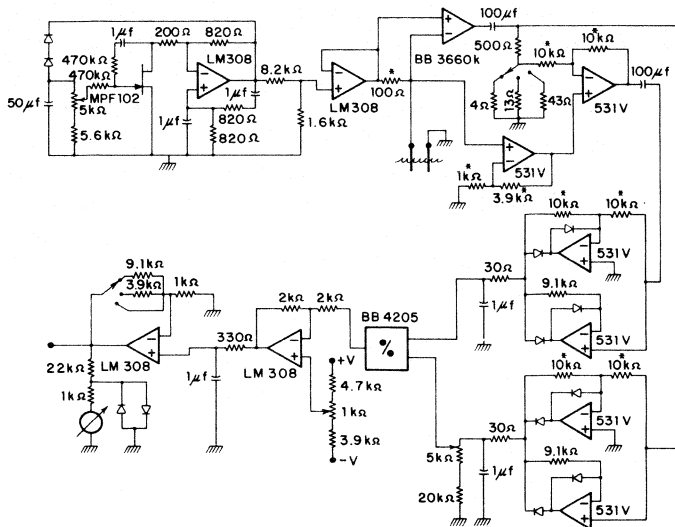 1μf
200Ω
820Ω
470kΩ
470kΩ
MPF102
50μf
5kΩ
5.6kΩ
LM308
1μf
1μf
820Ω
820Ω
8.2kΩ
1.6kΩ
LM308
*
100Ω
BB 3660k
100μf
500Ω
*
10kΩ
*
10kΩ
4Ω
13Ω
43Ω
531V
100μf
531V
*
1kΩ
*
3.9kΩ
*
10kΩ
*
10kΩ
531V
30Ω
9.1kΩ
1μf
531V
9.1kΩ
3.9kΩ
1kΩ
LM 308
22kΩ
1kΩ
1μf
330Ω
2kΩ
2kΩ
LM 308
BB 4205
%
+V
4.7kΩ
1kΩ
3.9kΩ
-V
5kΩ
20kΩ
1μf
30Ω
*
10kΩ
*
10kΩ
531V
9.1kΩ
531V